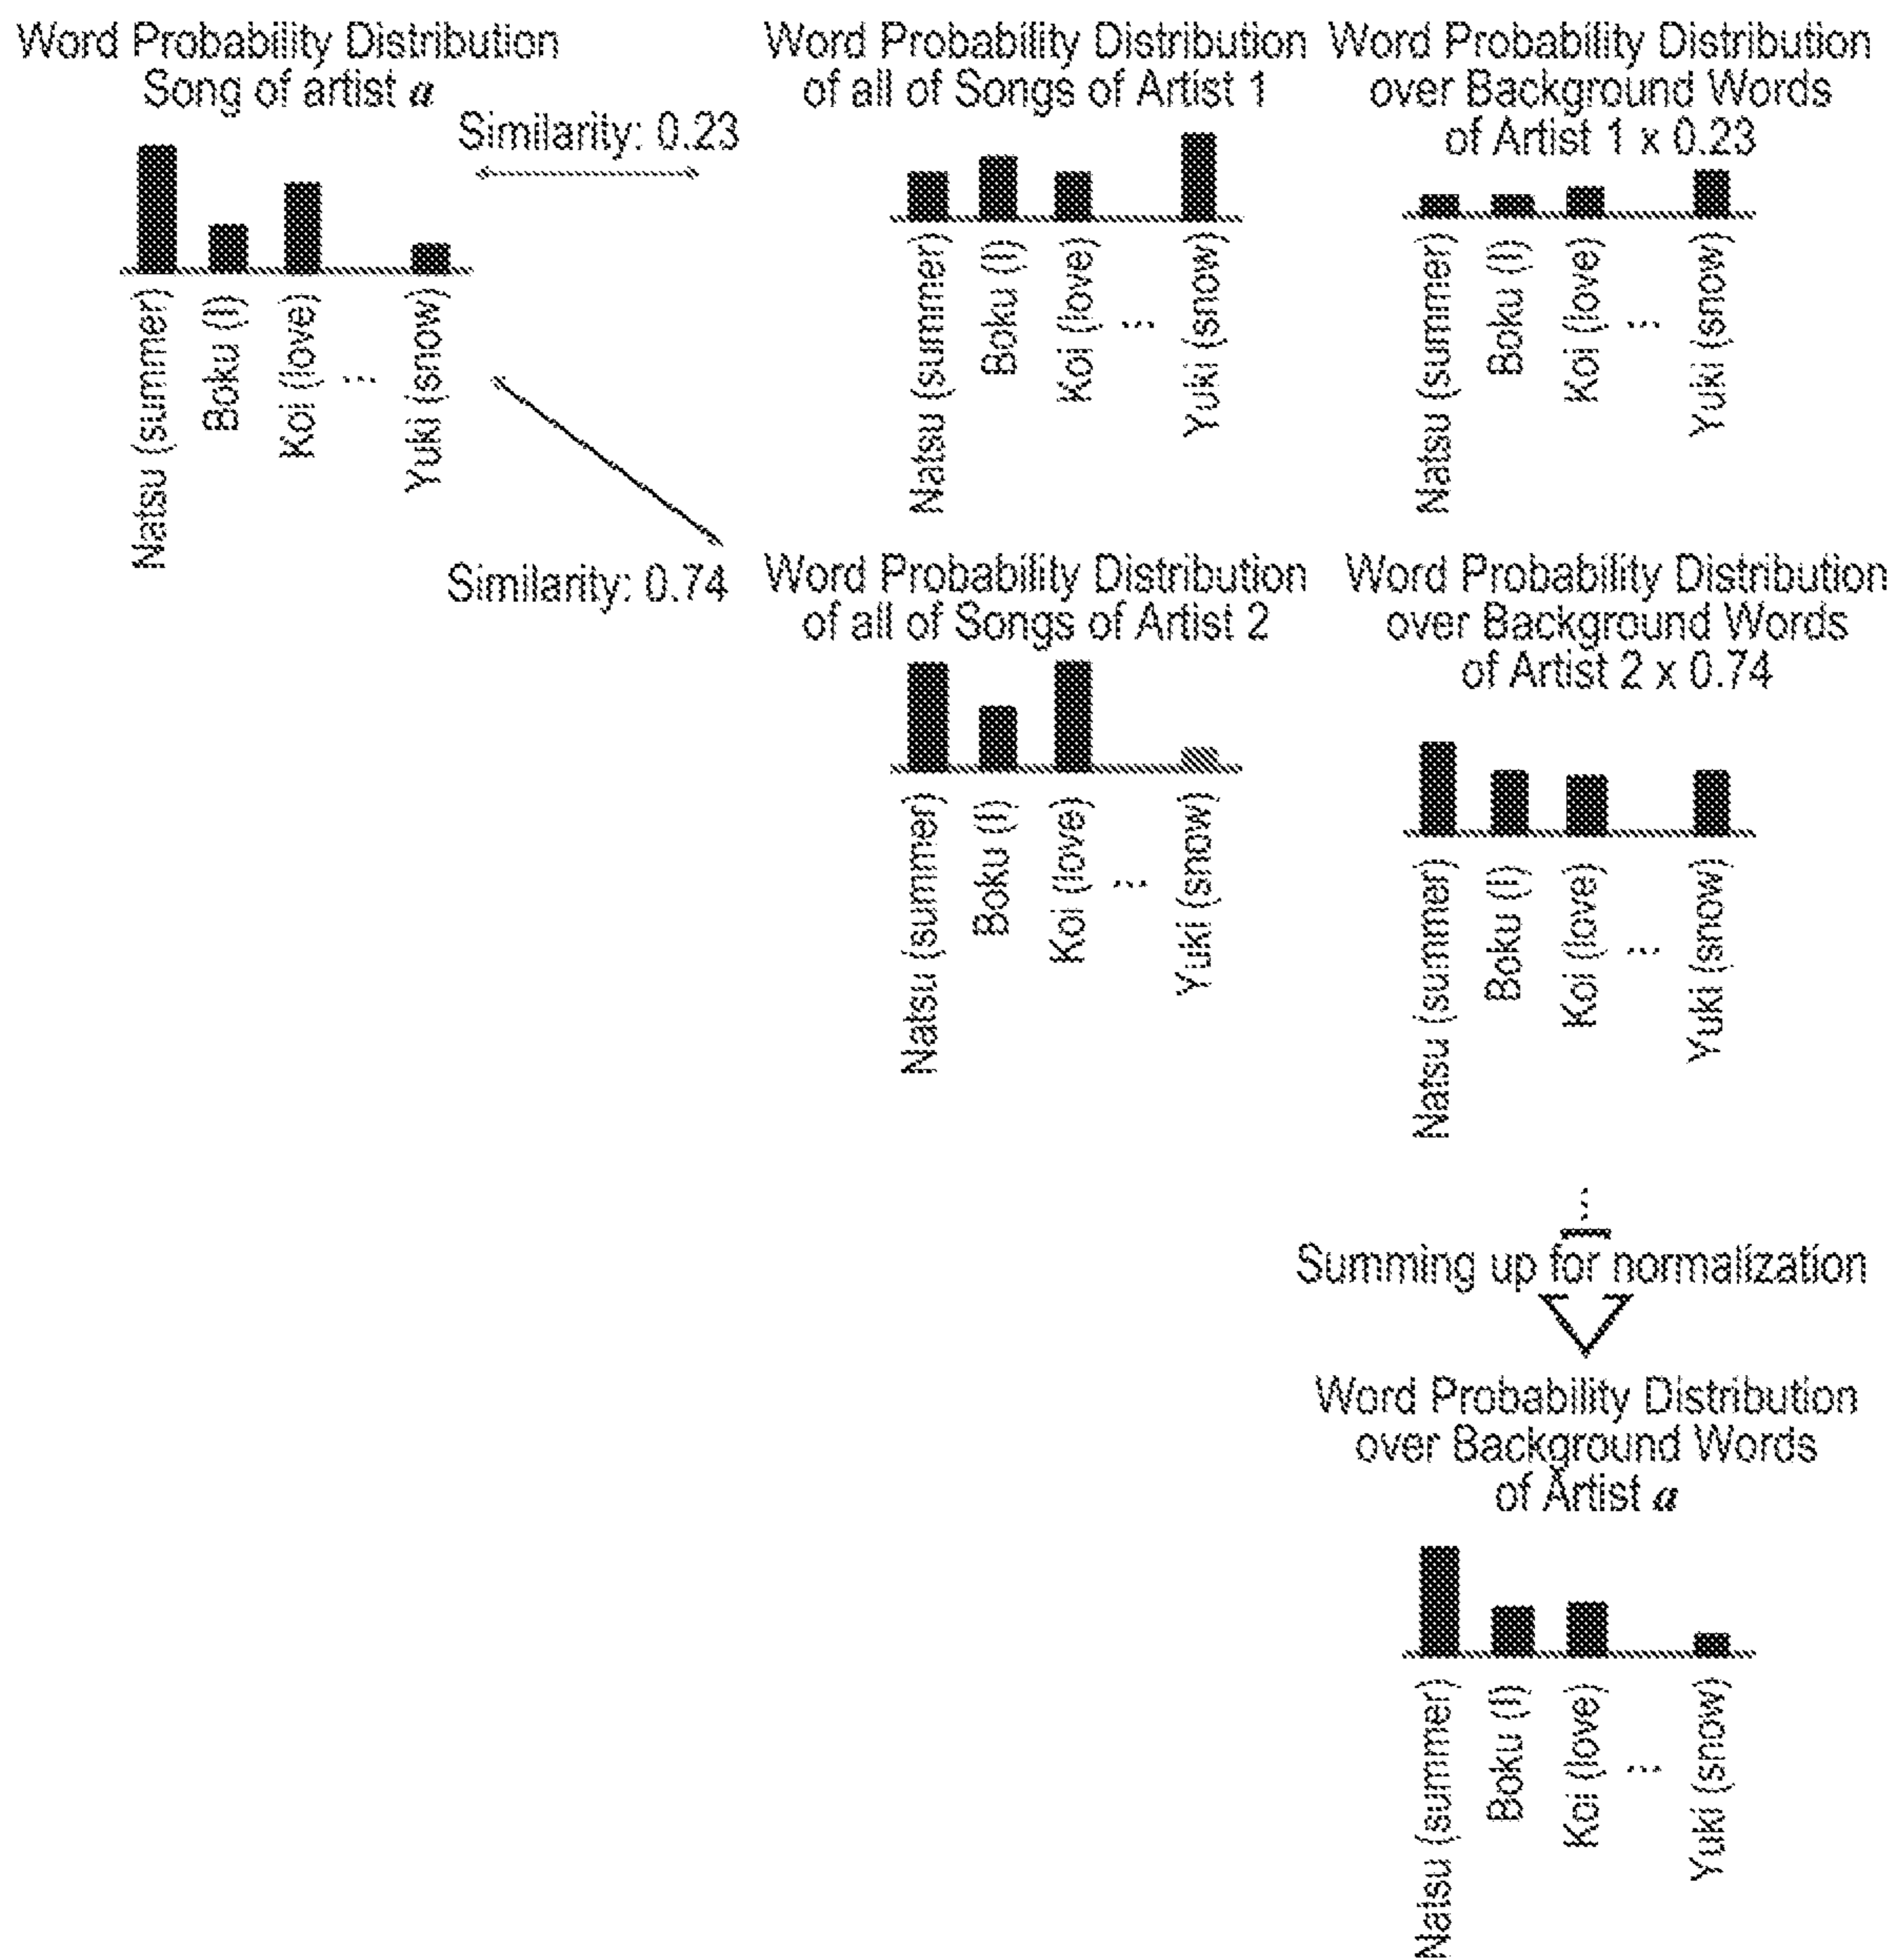 Word Probability Distribution
Song of artist a
Similarity: 0.23
Natsu (summer)
Boku (I)
Koi (love)
...
Yuki (snow)
Similarity: 0.74
Word Probability Distribution
of all of Songs of Artist 1
Natsu (summer)
Boku (I)
Koi (love)
...
Yuki (snow)
Word Probability Distribution
over Background Words
of Artist 1 x 0.23
Natsu (summer)
Boku (I)
Koi (love)
...
Yuki (snow)
Word Probability Distribution
of all of Songs of Artist 2
Natsu (summer)
Boku (I)
Koi (love)
...
Yuki (snow)
Word Probability Distribution
over Background Words
of Artist 2 x 0.74
Natsu (summer)
Boku (I)
Koi (love)
...
Yuki (snow)
...
Summing up for normalization
Word Probability Distribution
over Background Words
of Artist a
Natsu (summer)
Boku (I)
Koi (love)
...
Yuki (snow)